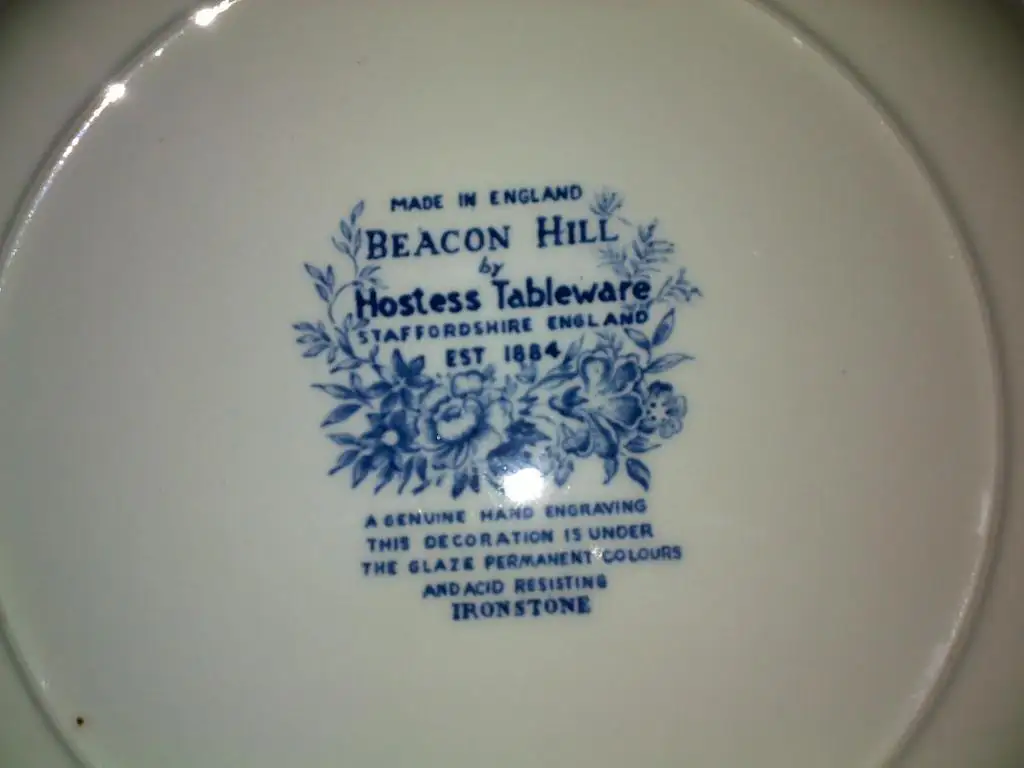 MADE IN ENGLAND
BEACON HILL
by
Hostess Tableware
STAFFORDSHIRE ENGLAND
EST 1884
A GENUINE HAND ENGRAVING
THIS DECORATION IS UNDER
THE GLAZE PERMANENT COLOURS
AND ACID RESISTING
IRONSTONE